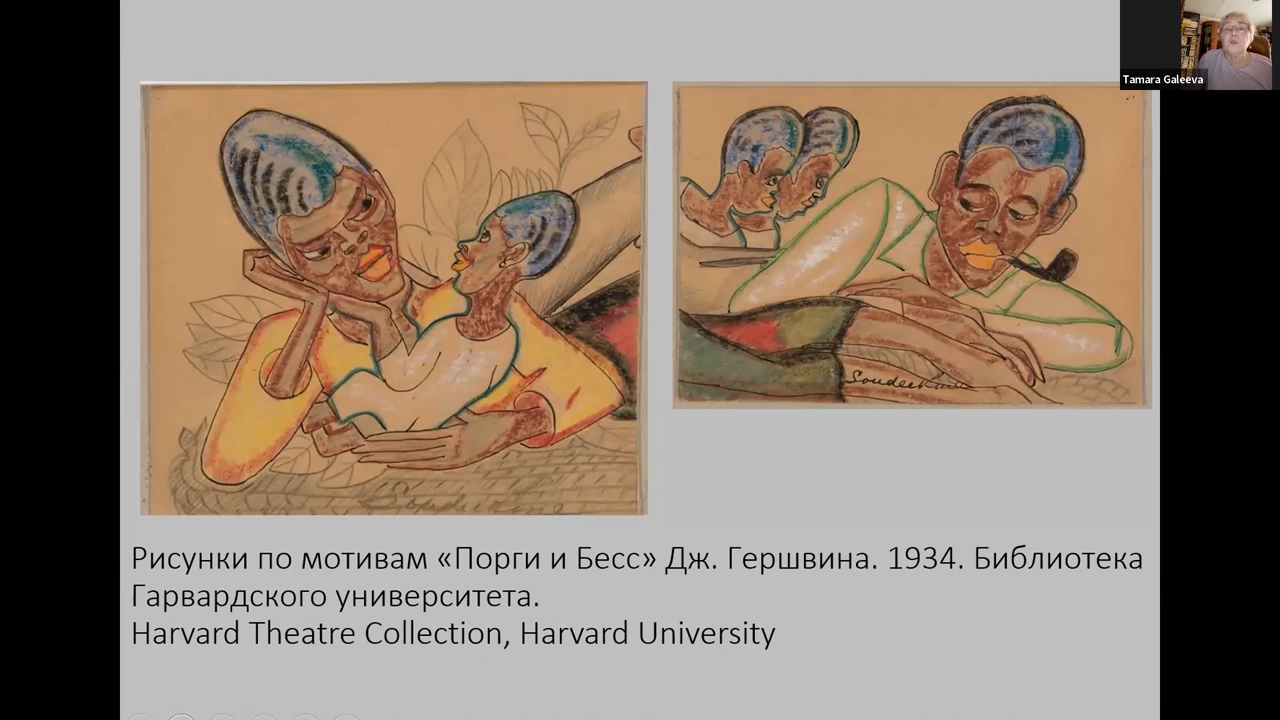 Tamara Galeeva
Soudeikine
Soudeikine
Рисунки по мотивам «Порги и Бесс» Дж. Гершвина. 1934. Библиотека
Гарвардского университета.
Harvard Theatre Collection, Harvard University